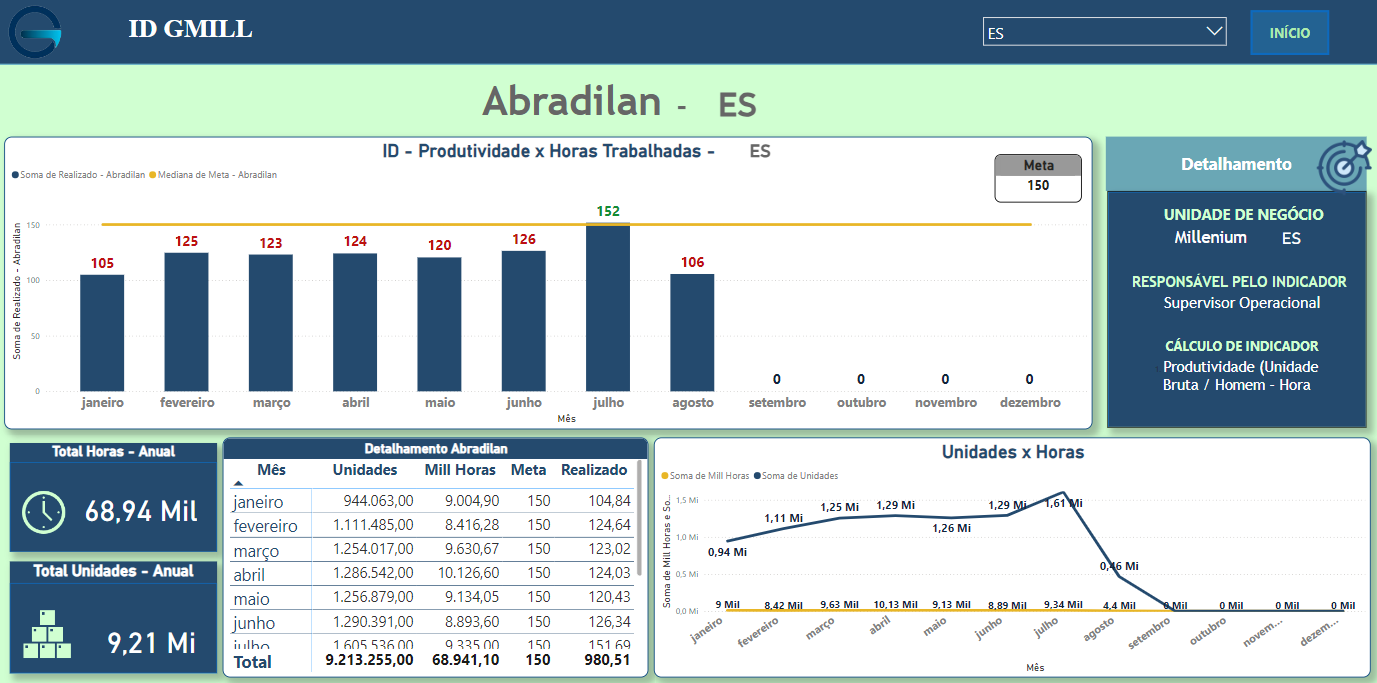 ID GMILL
ES
INÍCIO
Abradilan - ES
ID - Produtividade x Horas Trabalhadas - ES
Soma de Realizado - Abradilan Mediana de Meta - Abradilan
Meta
150
Soma de Realizado - Abradilan
150
100
50
0
105
125
123
124
120
126
152
106
0
0
0
0
janeiro fevereiro março abril maio junho julho agosto setembro outubro novembro dezembro
Mês
Detalhamento
UNIDADE DE NEGÓCIO
Millenium ES
RESPONSÁVEL PELO INDICADOR
Supervisor Operacional
CÁLCULO DE INDICADOR
Produtividade (Unidade
Bruta / Homem - Hora
Total Horas - Anual
68,94 Mil
Total Unidades - Anual
9,21 Mi
Detalhamento Abradilan
Mês Unidades Mill Horas Meta Realizado
janeiro 944.063,00 9.004,90 150 104,84
fevereiro 1.111.485,00 8.416,28 150 124,64
março 1.254.017,00 9.630,67 150 123,02
abril 1.286.542,00 10.126,60 150 124,03
maio 1.256.879,00 9.134,05 150 120,43
junho 1.290.391,00 8.893,60 150 126,34
julho 1.605.536,00 9.335,00 150 151,69
Total 9.213.255,00 68.941,10 150 980,51
Unidades x Horas
Soma de Mill Horas Soma de Unidades
Soma de Mill Horas e So...
1,5 Mi
1,0 Mi
0,5 Mi
0,0 Mi
0,94 Mi
1,11 Mi
1,25 Mi
1,29 Mi
1,26 Mi
1,29 Mi
1,61 Mi
0,46 Mi
9 Mil 8,42 Mil 9,63 Mil 10,13 Mil 9,13 Mil 8,89 Mil 9,34 Mil 4,4 Mil 0 Mil 0 Mil 0 Mil 0 Mil
janeiro fevereiro março abril maio junho julho agosto setembro outubro novem... dezem...
Mês